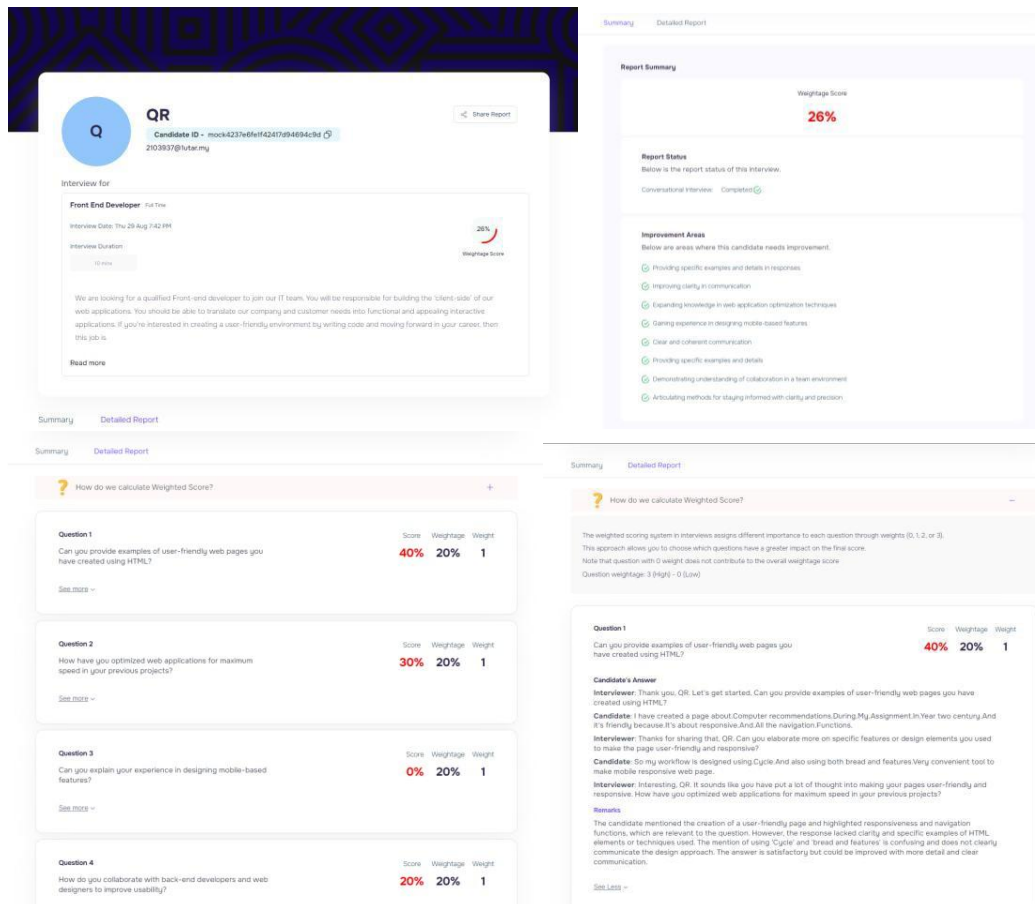 Q
QR
Share Report
Candidate ID - mock4237e6fe1f42417d94694c9d
2103937@1utar.my
Interview for
Front End Developer Full Time
Interview Date: Thu 29 Aug 7:42 PM
Interview Duration
10 mins
26%
Weightage Score
We are looking for a qualified Front-end developer to join our IT team. You will be responsible for building the 'client-side' of our
web applications. You should be able to translate our company and customer needs into functional and appealing interactive
applications. If you're interested in creating a user-friendly environment by writing code and moving forward in your career, then
this job is.
Read more
Summary Detailed Report
Summary Detailed Report
Report Summary
Weightage Score
26%
Report Status
Below is the report status of this interview.
Conversational Interview: Completed
Improvement Areas
Below are areas where this candidate needs improvement.
Providing specific examples and details in responses
Improving clarity in communication
Expanding knowledge in web application optimization techniques
Gaining experience in designing mobile-based features
Clear and coherent communication
Providing specific examples and details
Demonstrating understanding of collaboration in a team environment
Articulating methods for staying informed with clarity and precision
Summary Detailed Report
? How do we calculate Weighted Score? +
Question 1
Score Weightage Weight
Can you provide examples of user-friendly web pages you
have created using HTML?
40% 20% 1
See more
Question 2
Score Weightage Weight
How have you optimized web applications for maximum
speed in your previous projects?
30% 20% 1
See more
Question 3
Score Weightage Weight
Can you explain your experience in designing mobile-based
features?
0% 20% 1
See more
Question 4
Score Weightage Weight
How do you collaborate with back-end developers and web
designers to improve usability?
20% 20% 1
Summary Detailed Report
? How do we calculate Weighted Score? −
The weighted scoring system in interviews assigns different importance to each question through weights (0, 1, 2, or 3).
This approach allows you to choose which questions have a greater impact on the final score.
Note that question with 0 weight does not contribute to the overall weightage score
Question weightage: 3 (High) - 0 (Low)
Question 1
Score Weightage Weight
Can you provide examples of user-friendly web pages you
have created using HTML?
40% 20% 1
Candidate's Answer
Interviewer: Thank you, QR. Let's get started. Can you provide examples of user-friendly web pages you have
created using HTML?
Candidate: I have created a page about.Computer recommendations.During.My.Assignment.In.Year two century.And
it's friendly because.It's about responsive.And.All the navigation.Functions.
Interviewer: Thanks for sharing that, QR. Can you elaborate more on specific features or design elements you used
to make the page user-friendly and responsive?
Candidate: So my workflow is designed using.Cycle.And also using both bread and features.Very convenient tool to
make mobile responsive web page.
Interviewer: Interesting, QR. It sounds like you have put a lot of thought into making your pages user-friendly and
responsive. How have you optimized web applications for maximum speed in your previous projects?
Remarks
The candidate mentioned the creation of a user-friendly page and highlighted responsiveness and navigation
functions, which are relevant to the question. However, the response lacked clarity and specific examples of HTML
elements or techniques used. The mention of using 'Cycle' and 'bread and features' is confusing and does not clearly
communicate the design approach. The answer is satisfactory but could be improved with more detail and clear
communication.
See Less